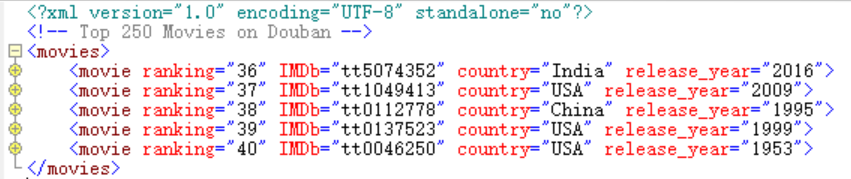 <?xml version="1.0" encoding="UTF-8" standalone="no"?>
<!-- Top 250 Movies on Douban -->
<movies>
<movie ranking="36" IMDb="tt5074352" country="India" release_year="2016">
<movie ranking="37" IMDb="tt1049413" country="USA" release_year="2009">
<movie ranking="38" IMDb="tt0112778" country="China" release_year="1995">
<movie ranking="39" IMDb="tt0137523" country="USA" release_year="1999">
<movie ranking="40" IMDb="tt0046250" country="USA" release_year="1953">
</movies>